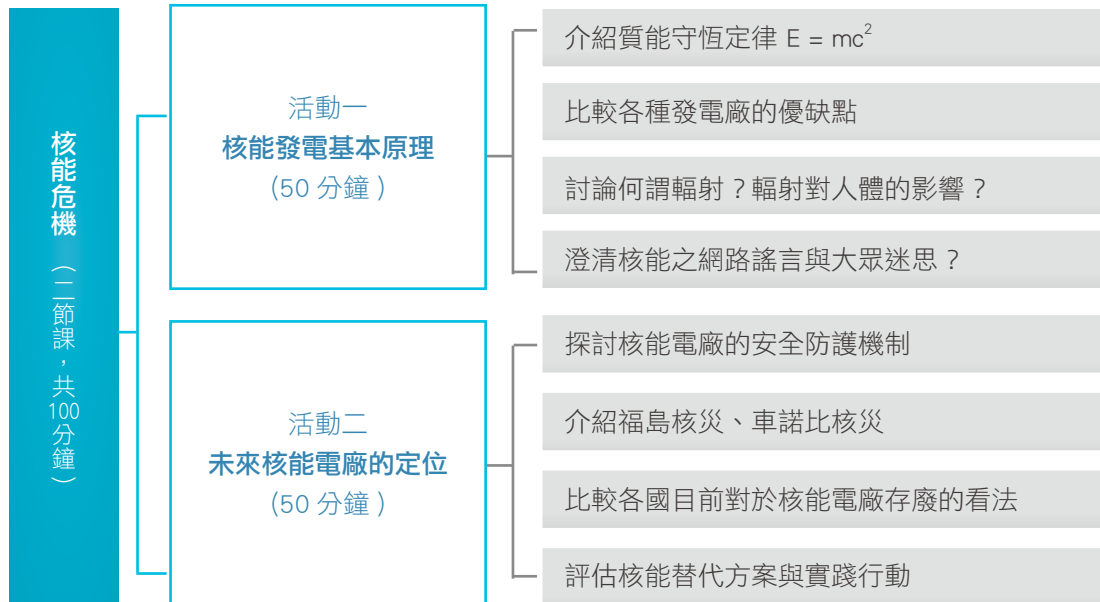 核能危機（二節課，共100分鐘）
活動一
核能發電基本原理
（50 分鐘）
介紹質能守恆定律 E = mc²
比較各種發電廠的優缺點
討論何謂輻射？輻射對人體的影響？
澄清核能之網路謠言與大眾迷思？
活動二
未來核能電廠的定位
（50 分鐘）
探討核能電廠的安全防護機制
介紹福島核災、車諾比核災
比較各國目前對於核能電廠存廢的看法
評估核能替代方案與實踐行動